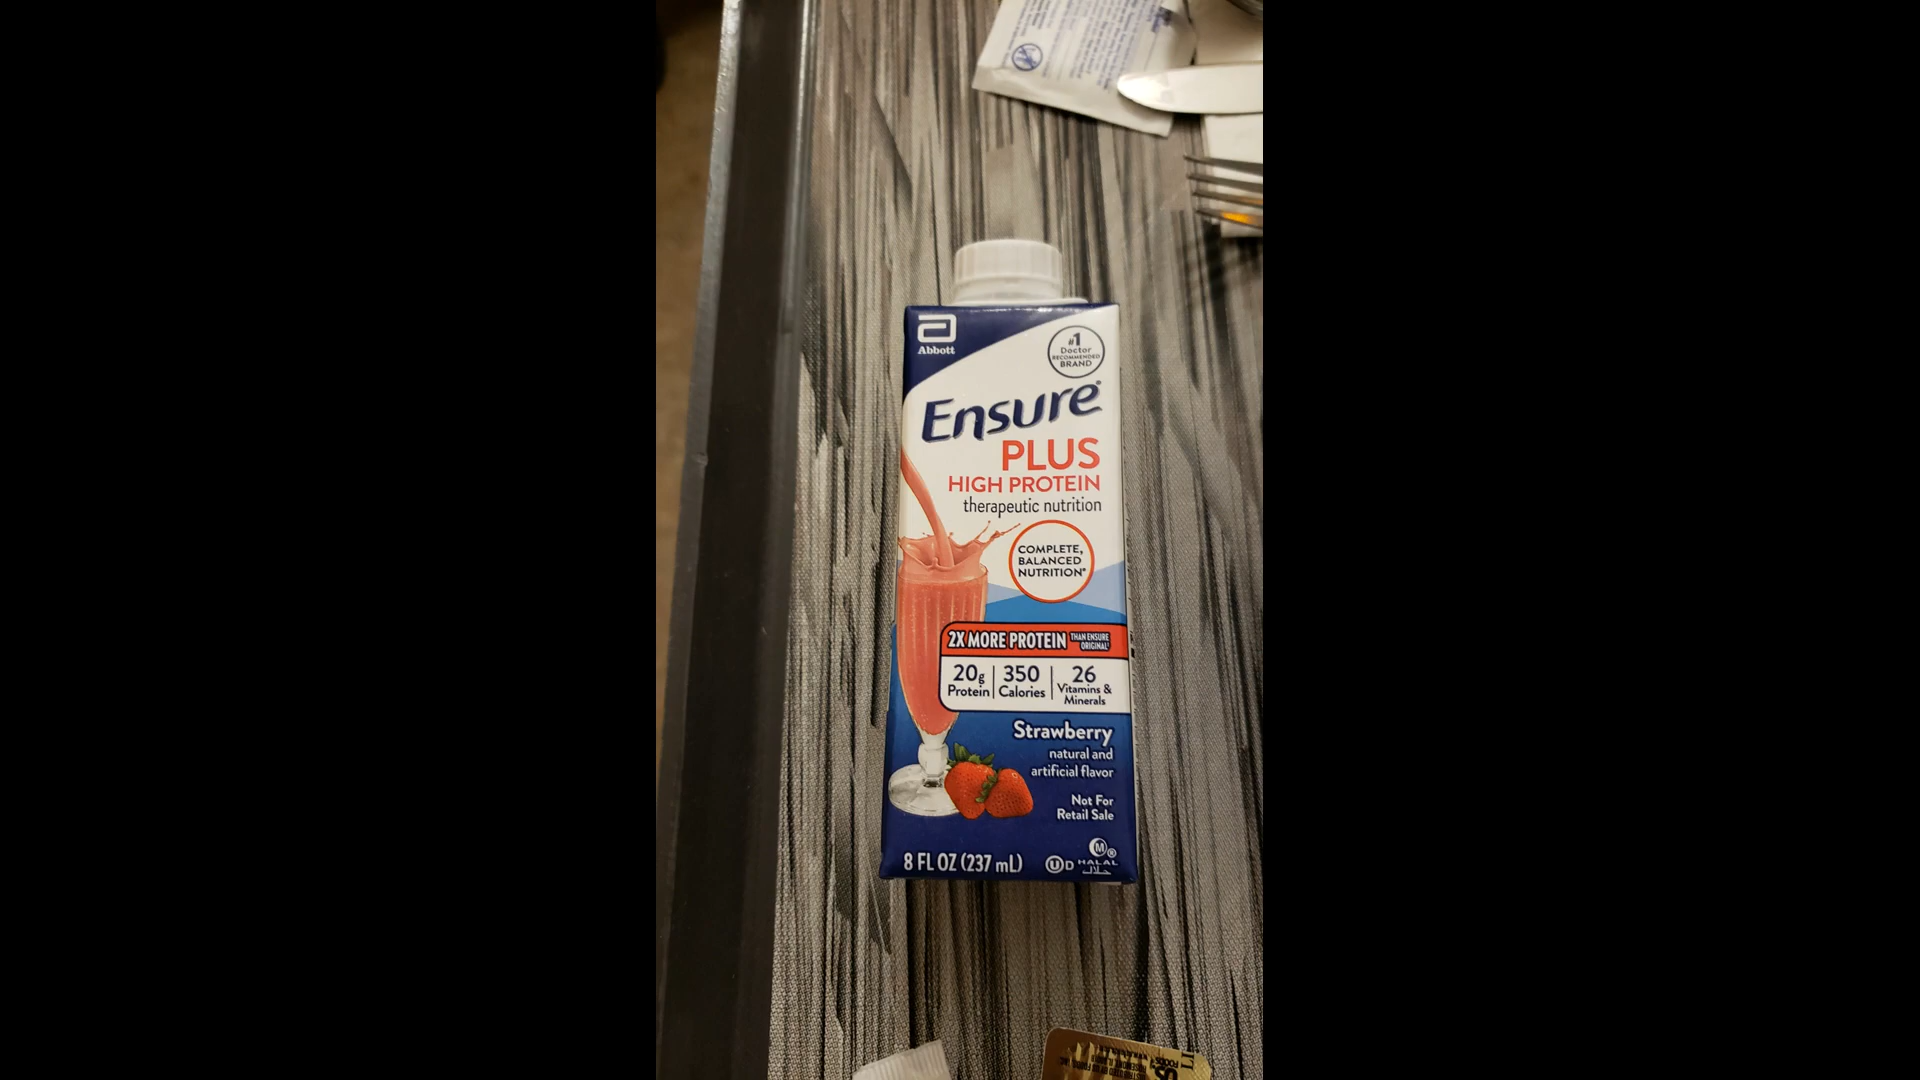 Abbott
#1
Doctor
RECOMMENDED
BRAND
Ensure®
PLUS
HIGH PROTEIN
therapeutic nutrition
COMPLETE,
BALANCED
NUTRITION*
2X MORE PROTEIN THAN ENSURE
ORIGINAL†
20g 350 26
Protein Calories Vitamins &
Minerals
Strawberry
natural and
artificial flavor
Not For
Retail Sale
8 FL OZ (237 mL)
U D M ®
HALAL
حلال